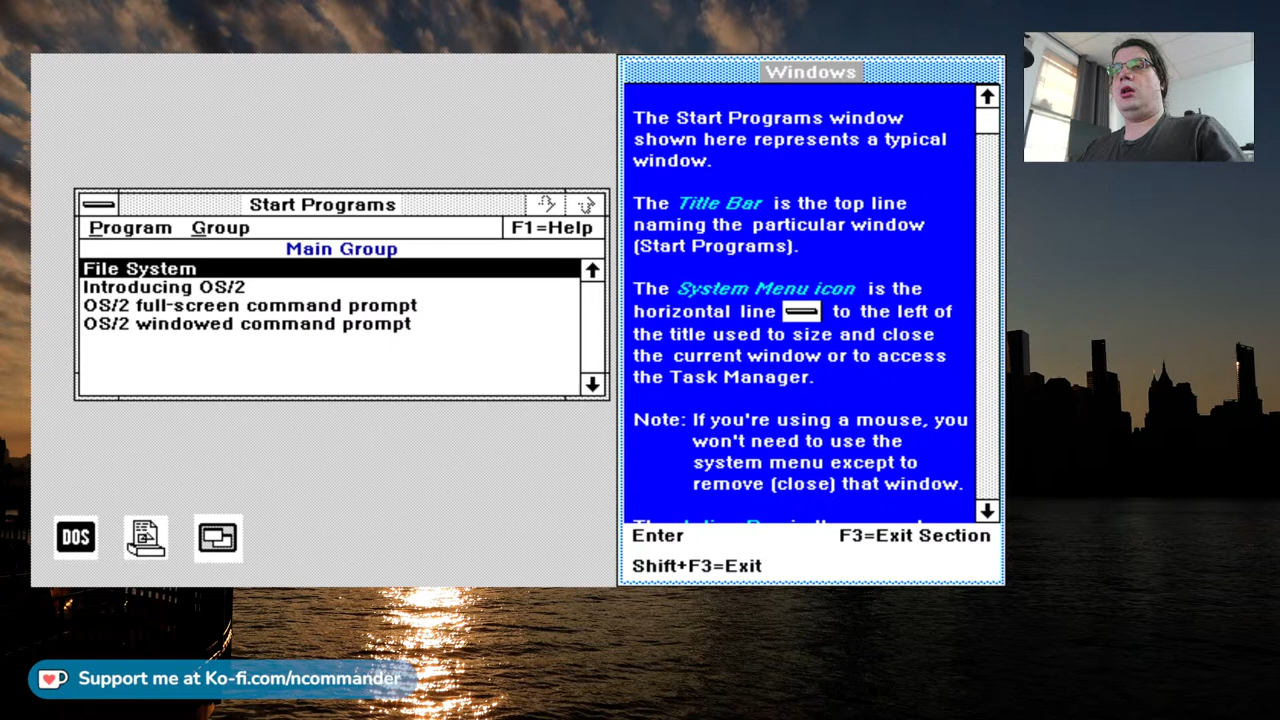 Start Programs
Program Group F1=Help
Main Group
File System
Introducing OS/2
OS/2 full-screen command prompt
OS/2 windowed command prompt
DOS
Windows
The Start Programs window
shown here represents a typical
window.
The Title Bar is the top line
naming the particular window
(Start Programs).
The System Menu icon is the
horizontal line to the left of
the title used to size and close
the current window or to access
the Task Manager.
Note: If you're using a mouse, you
won't need to use the
system menu except to
remove (close) that window.
Enter F3=Exit Section
Shift+F3=Exit
Support me at Ko-fi.com/ncommander